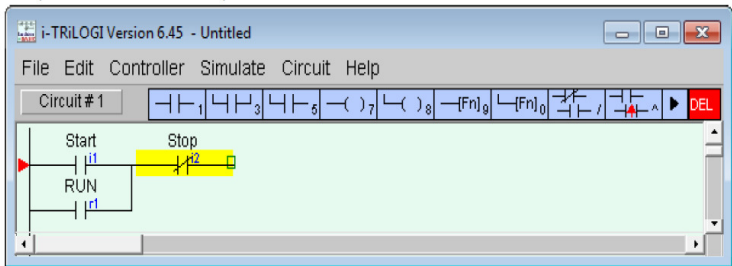 i-TRiLOGI Version 6.45 - Untitled
File Edit Controller Simulate Circuit Help
Circuit # 1 1 3 5 ( )7 ( )8 [Fn]9 [Fn]0 / ^ DEL
Start Stop
i1 i2
RUN
r1